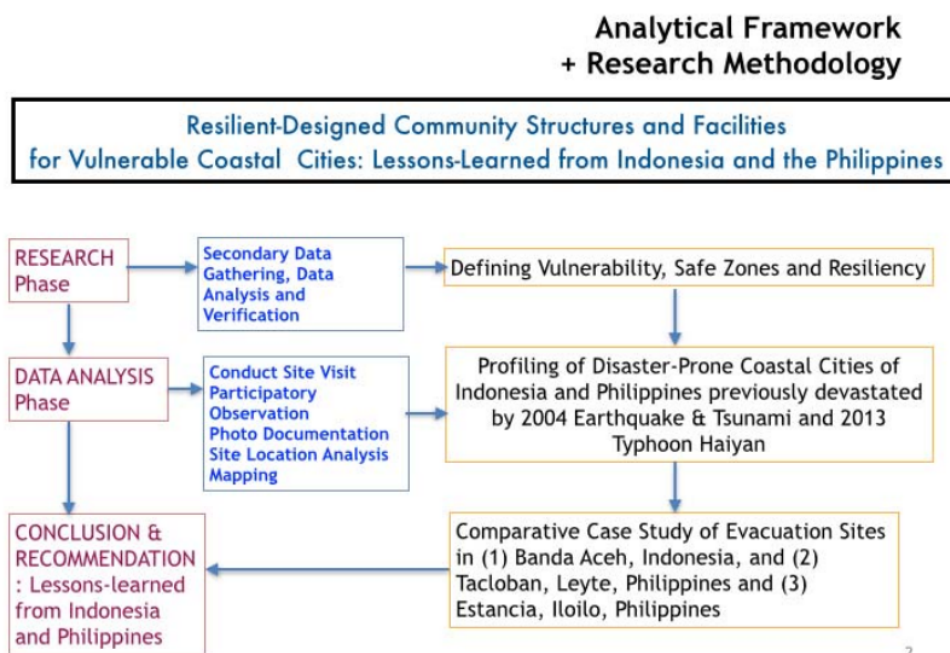 Analytical Framework
+ Research Methodology
Resilient-Designed Community Structures and Facilities
for Vulnerable Coastal Cities: Lessons-Learned from Indonesia and the Philippines
RESEARCH
Phase
Secondary Data
Gathering, Data
Analysis and
Verification
Defining Vulnerability, Safe Zones and Resiliency
DATA ANALYSIS
Phase
Conduct Site Visit
Participatory
Observation
Photo Documentation
Site Location Analysis
Mapping
Profiling of Disaster-Prone Coastal Cities of
Indonesia and Philippines previously devastated
by 2004 Earthquake & Tsunami and 2013
Typhoon Haiyan
CONCLUSION &
RECOMMENDATION
: Lessons-learned
from Indonesia
and Philippines
Comparative Case Study of Evacuation Sites
in (1) Banda Aceh, Indonesia, and (2)
Tacloban, Leyte, Philippines and (3)
Estancia, Iloilo, Philippines